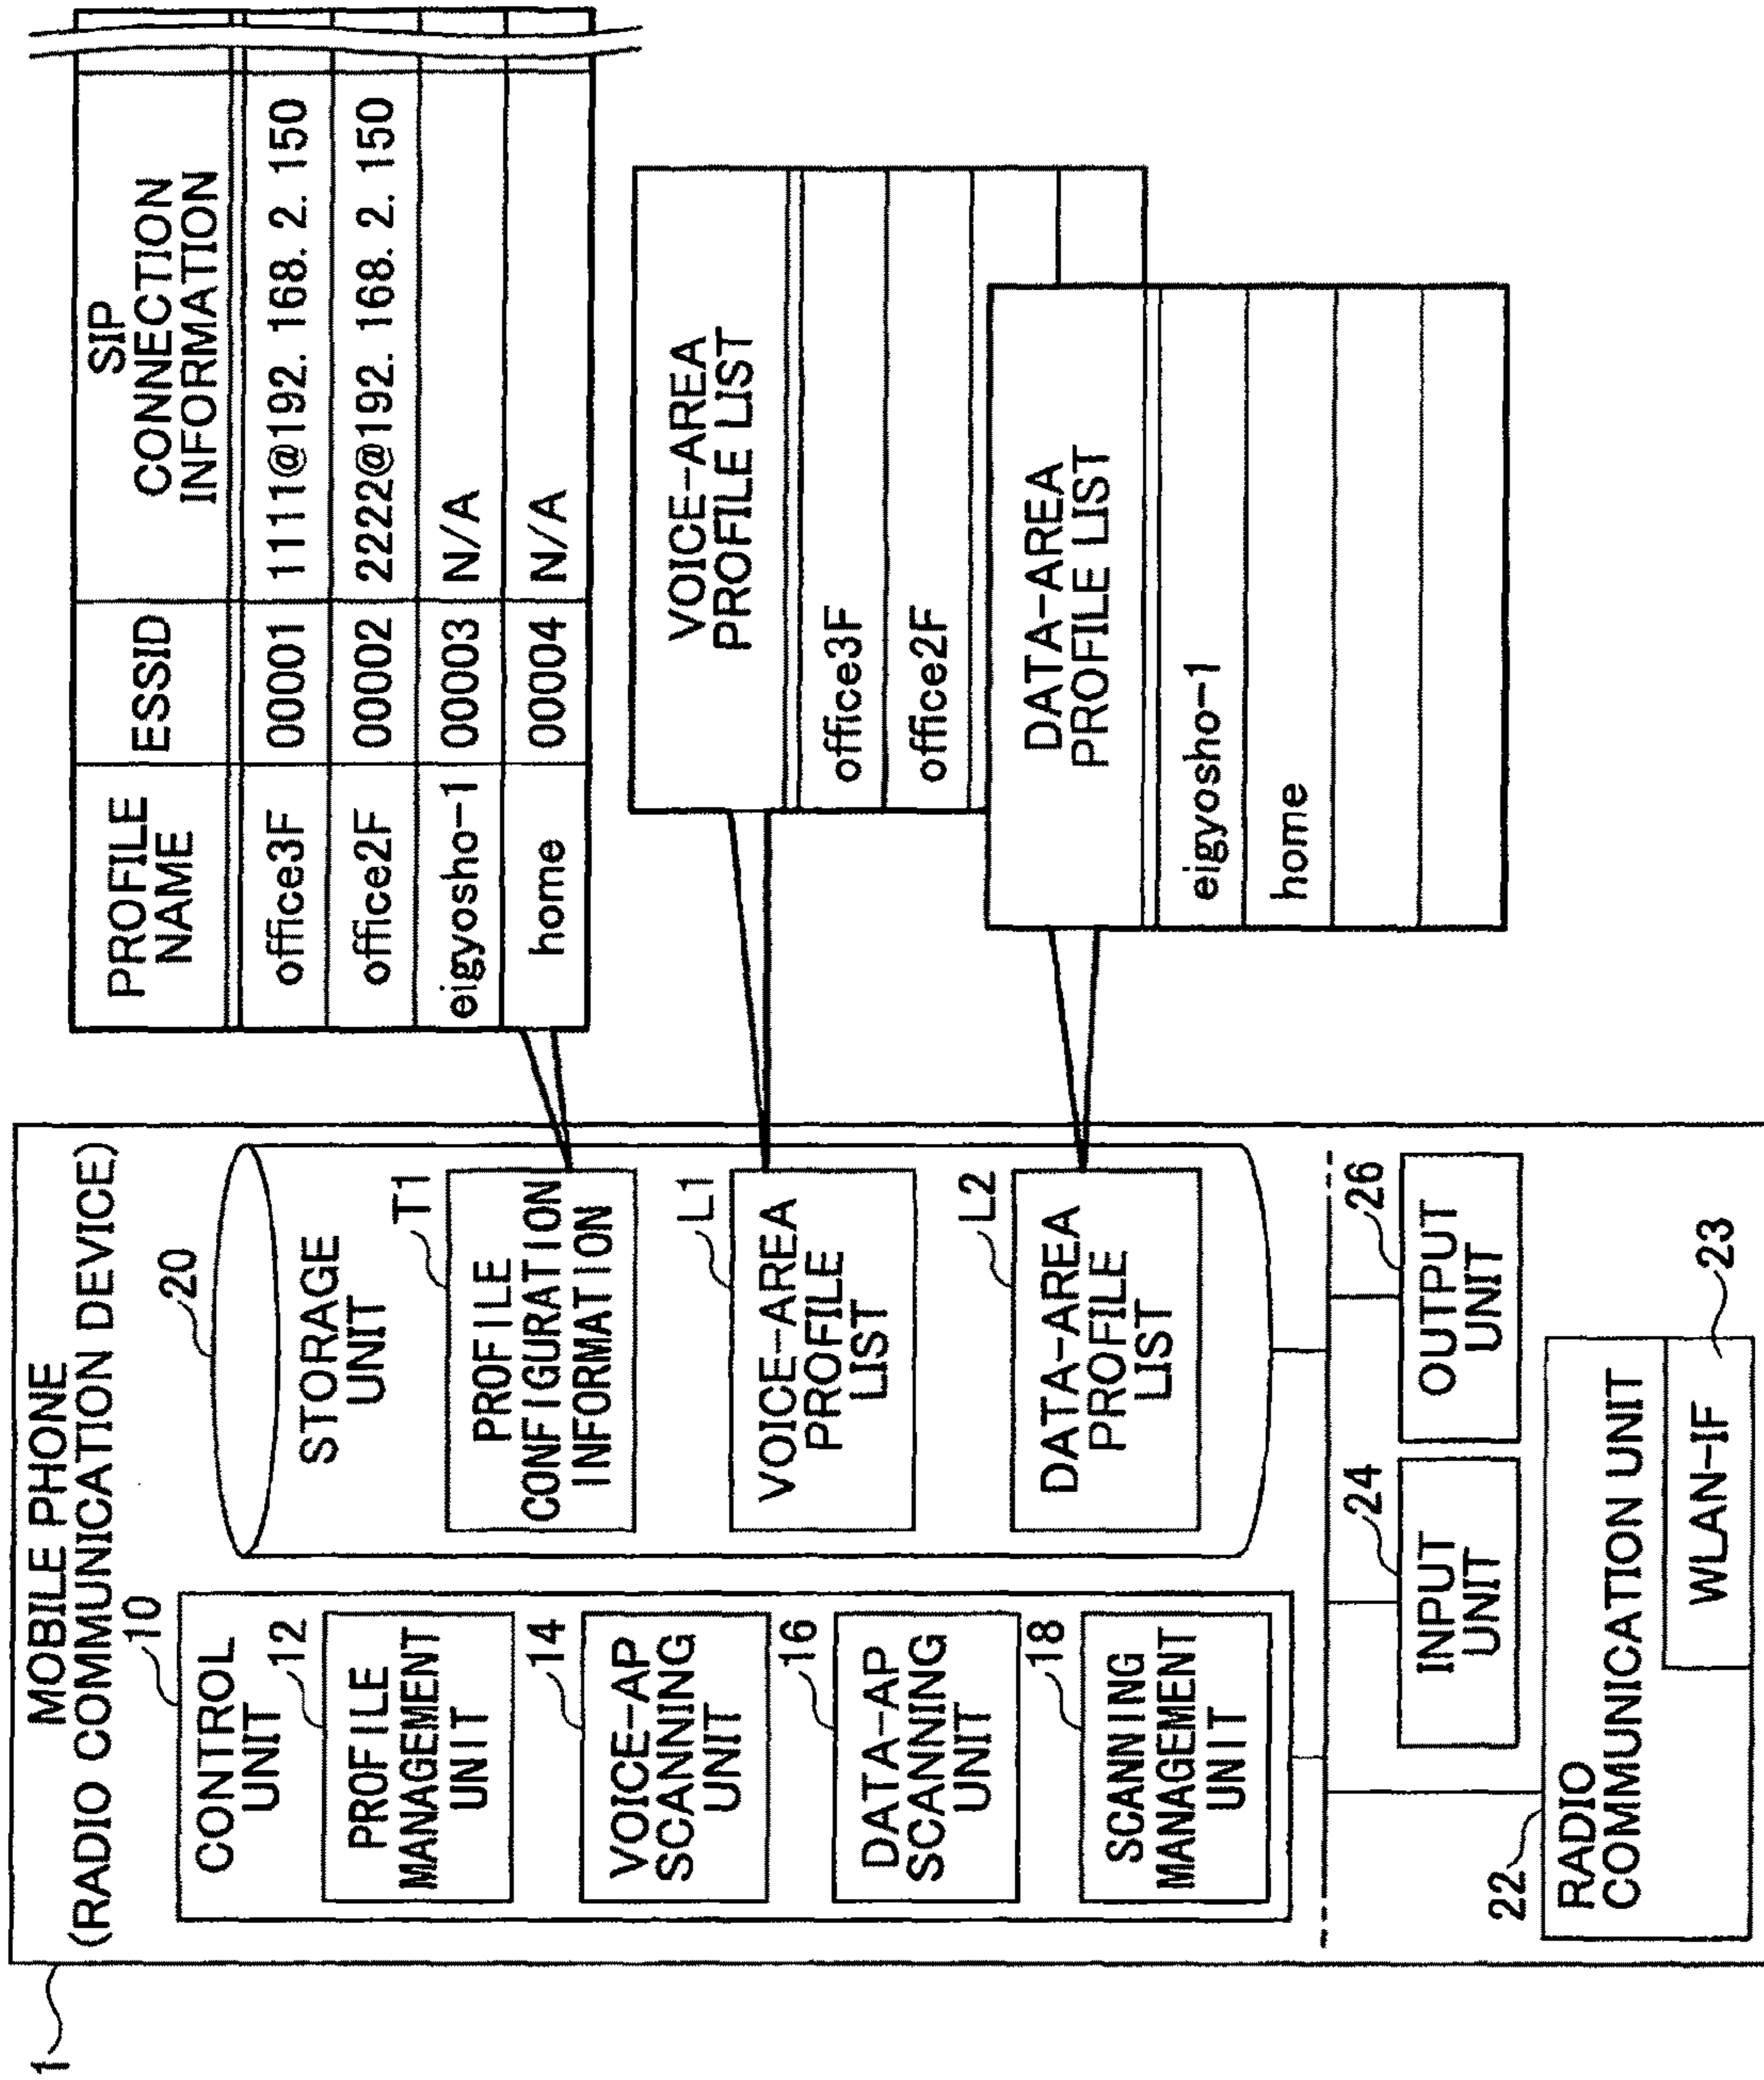 1
MOBILE PHONE
(RADIO COMMUNICATION DEVICE)
10
CONTROL
UNIT
12
PROFILE
MANAGEMENT
UNIT
14
VOICE-AP
SCANNING
UNIT
16
DATA-AP
SCANNING
UNIT
18
SCANNING
MANAGEMENT
UNIT
20
STORAGE
UNIT
T1
PROFILE
CONFIGURATION
INFORMATION
L1
VOICE-AREA
PROFILE
LIST
L2
DATA-AREA
PROFILE
LIST
22
RADIO
COMMUNICATION UNIT
WLAN-IF
23
24
INPUT
UNIT
26
OUTPUT
UNIT
PROFILE
NAME
ESSID
SIP
CONNECTION
INFORMATION
office3F 00001 1111@192. 168. 2. 150
office2F 00002 2222@192. 168. 2. 150
eigyosho-1 00003 N/A
home 00004 N/A
VOICE-AREA
PROFILE LIST
office3F
office2F
DATA-AREA
PROFILE LIST
eigyosho-1
home